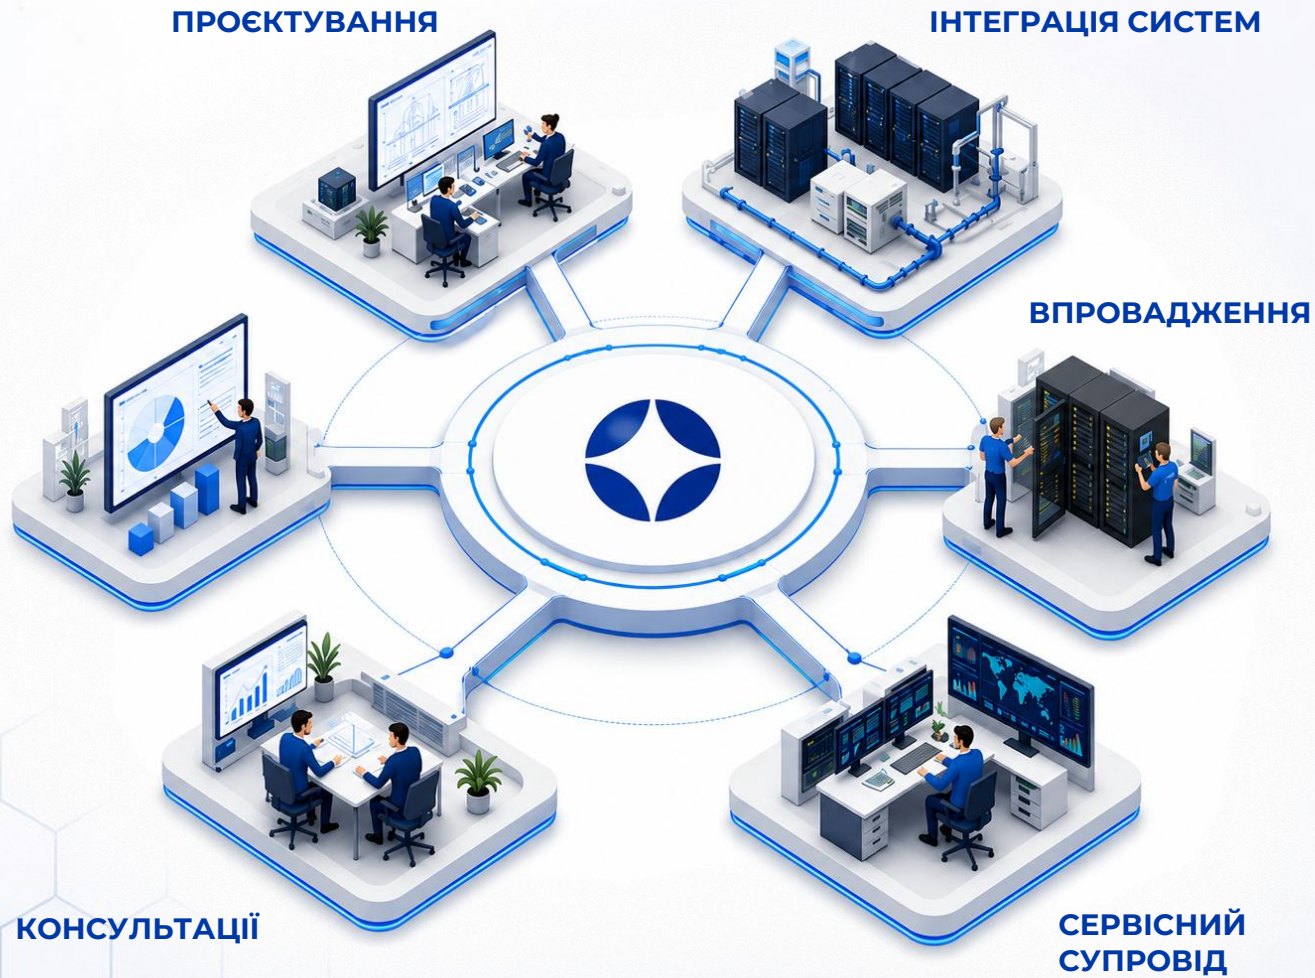 ПРОЄКТУВАННЯ
ІНТЕГРАЦІЯ СИСТЕМ
ВПРОВАДЖЕННЯ
КОНСУЛЬТАЦІЇ
СЕРВІСНИЙ
СУПРОВІД